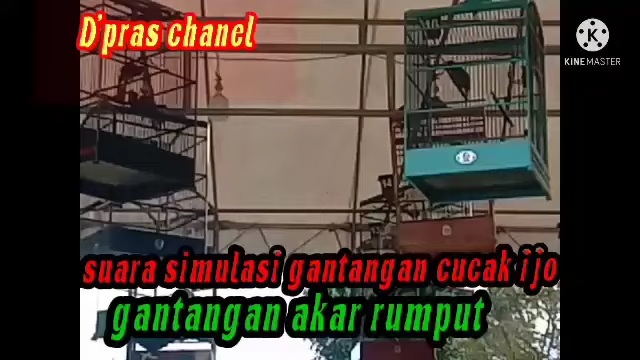 D'pras chanel
KINEMASTER
suara simulasi gantangan cucak ijo
gantangan akar rumput